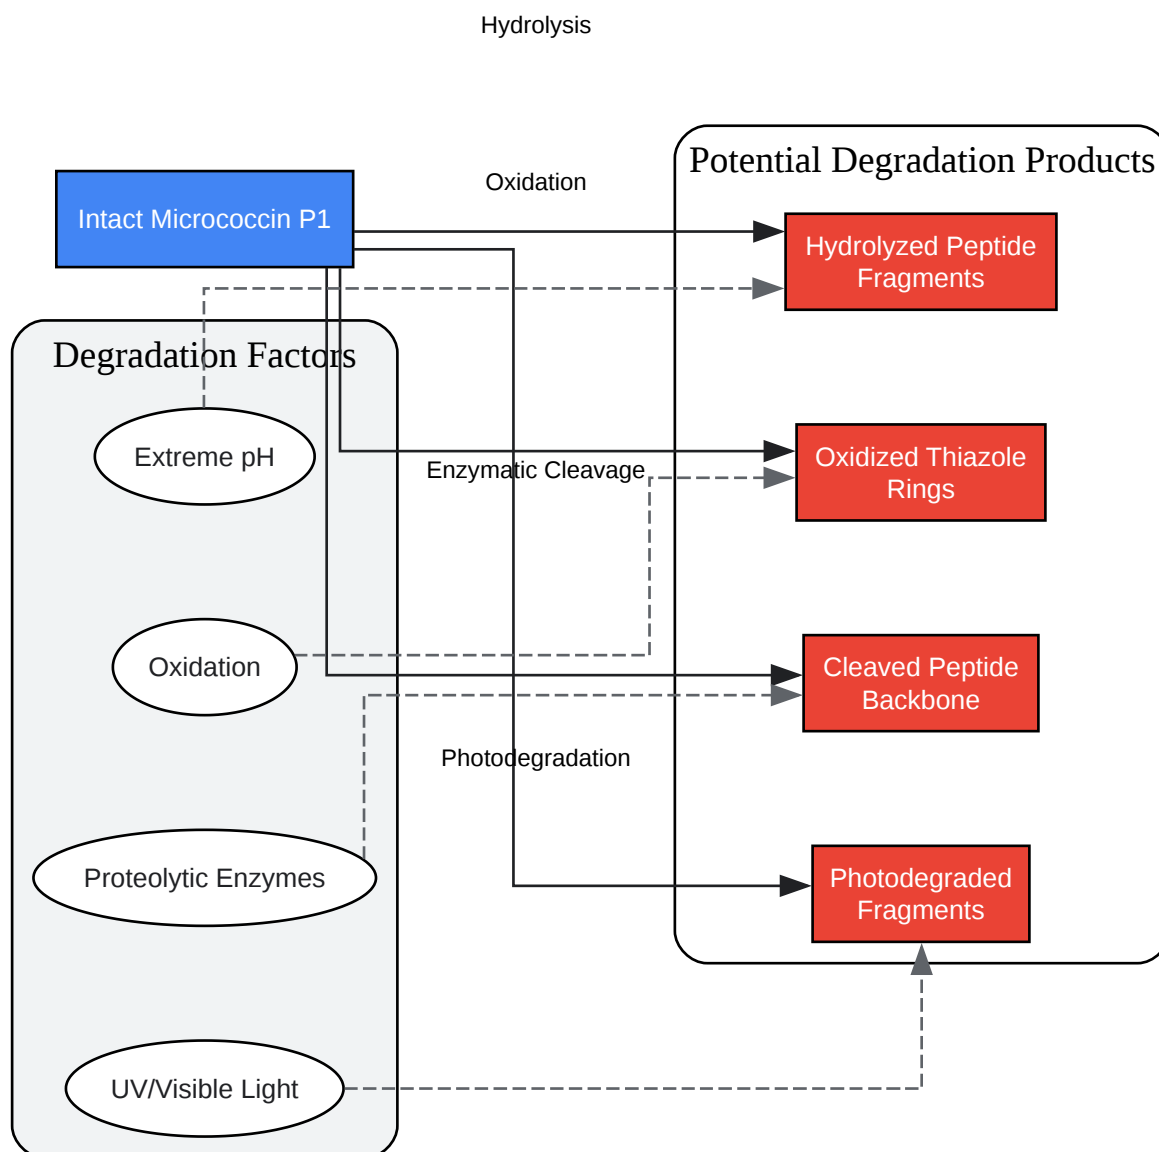 Hydrolysis
Potential Degradation Products
Oxidation
Intact Micrococcin P1
Hydrolyzed Peptide
Fragments
Degradation Factors
Extreme pH
Enzymatic Cleavage
Oxidized Thiazole
Rings
Oxidation
Cleaved Peptide
Backbone
Photodegradation
Proteolytic Enzymes
Photodegraded
Fragments
UV/Visible Light